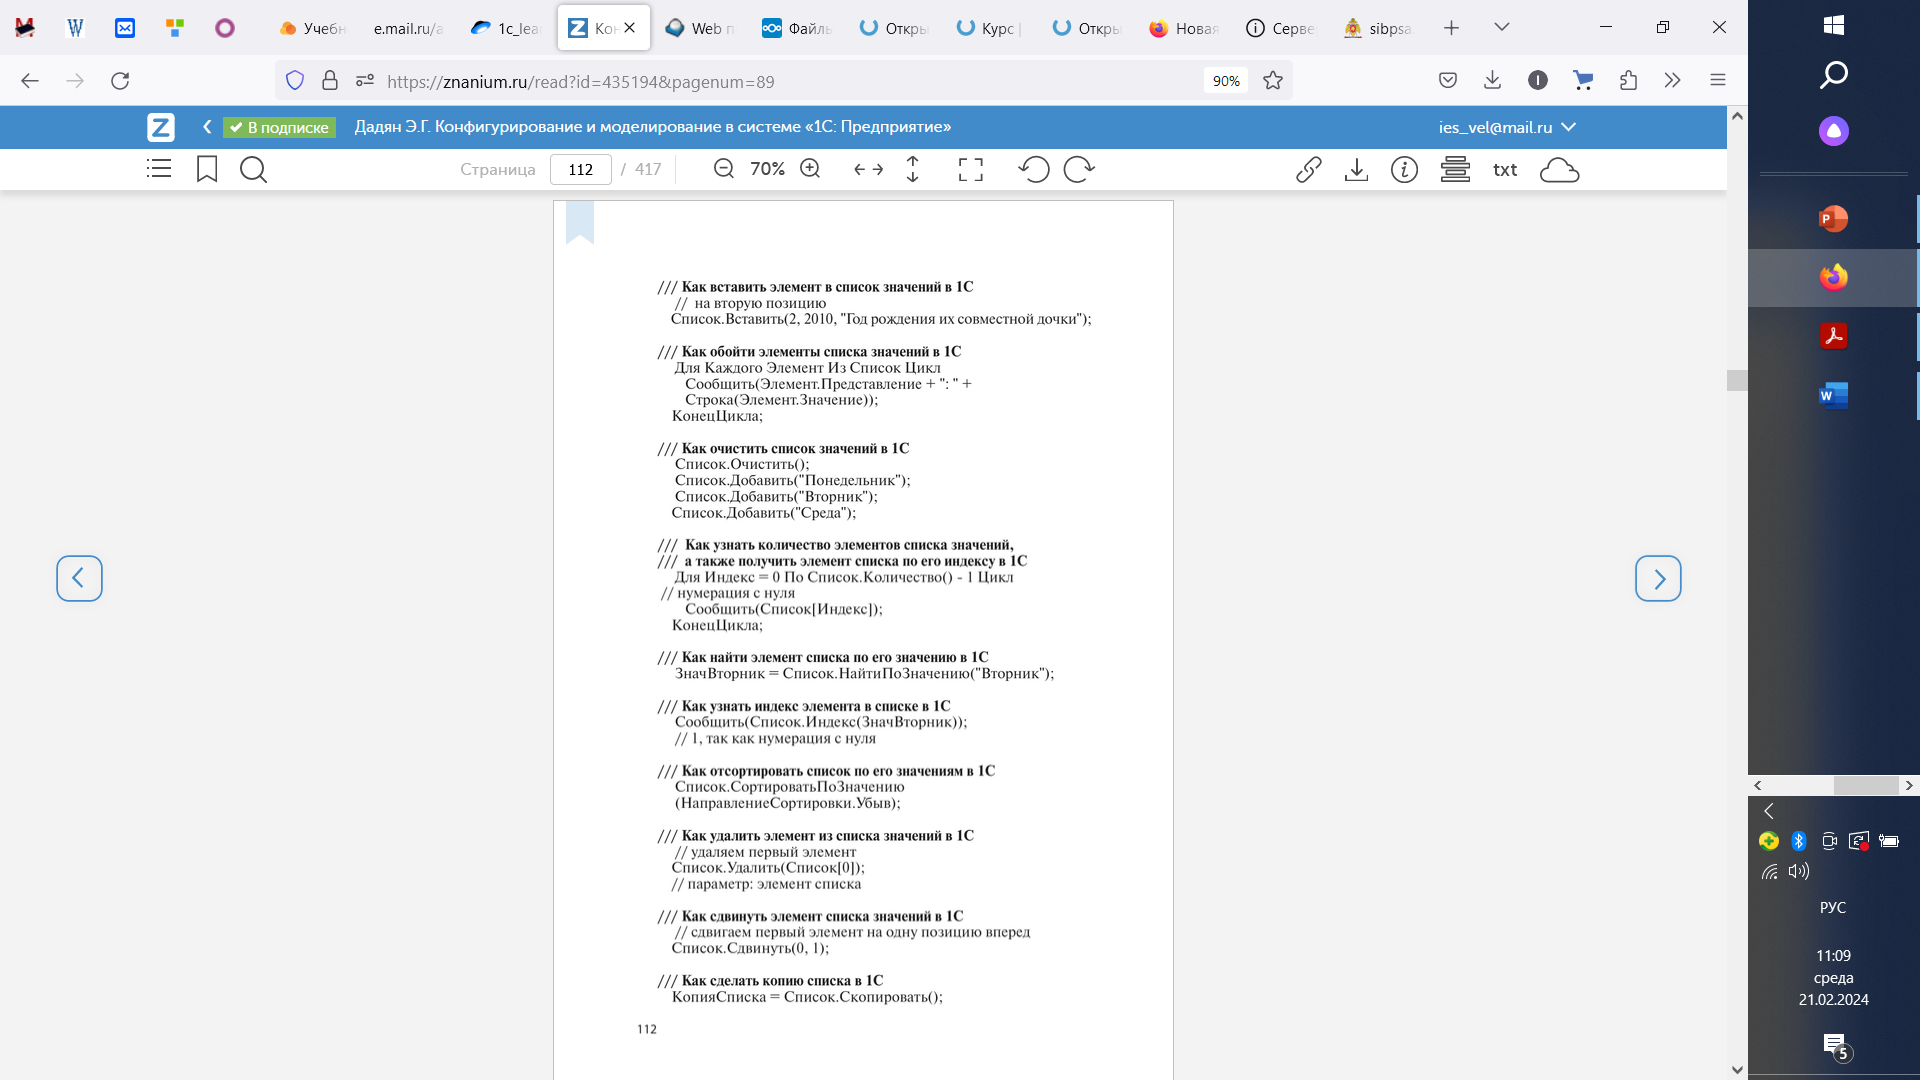 Учебн
e.mail.ru/а
1c_lear
Кон
Web п
Файль
Откры
Курс |
Откры
Новая
Серве
sibpsa
https://znanium.ru/read?id=435194&pagenum=89
90%
В подписке
Дадян Э.Г. Конфигурирование и моделирование в системе «1С: Предприятие»
ies_vel@mail.ru
Страница 112 / 417
70%
txt
/// Как вставить элемент в список значений в 1С
// на вторую позицию
Список.Вставить(2, 2010, "Год рождения их совместной дочки");
/// Как обойти элементы списка значений в 1С
Для Каждого Элемент Из Список Цикл
Сообщить(Элемент.Представление + ": " +
Строка(Элемент.Значение));
КонецЦикла;
/// Как очистить список значений в 1С
Список.Очистить();
Список.Добавить("Понедельник");
Список.Добавить("Вторник");
Список.Добавить("Среда");
/// Как узнать количество элементов списка значений,
/// а также получить элемент списка по его индексу в 1С
Для Индекс = 0 По Список.Количество() - 1 Цикл
// нумерация с нуля
Сообщить(Список[Индекс]);
КонецЦикла;
/// Как найти элемент списка по его значению в 1С
ЗначВторник = Список.НайтиПоЗначению("Вторник");
/// Как узнать индекс элемента в списке в 1С
Сообщить(Список.Индекс(ЗначВторник));
// 1, так как нумерация с нуля
/// Как отсортировать список по его значениям в 1С
Список.СортироватьПоЗначению
(НаправлениеСортировки.Убыв);
/// Как удалить элемент из списка значений в 1С
// удаляем первый элемент
Список.Удалить(Список[0]);
// параметр: элемент списка
/// Как сдвинуть элемент списка значений в 1С
// сдвигаем первый элемент на одну позицию вперед
Список.Сдвинуть(0, 1);
/// Как сделать копию списка в 1С
КопияСписка = Список.Скопировать();
112
РУС
11:09
среда
21.02.2024
5